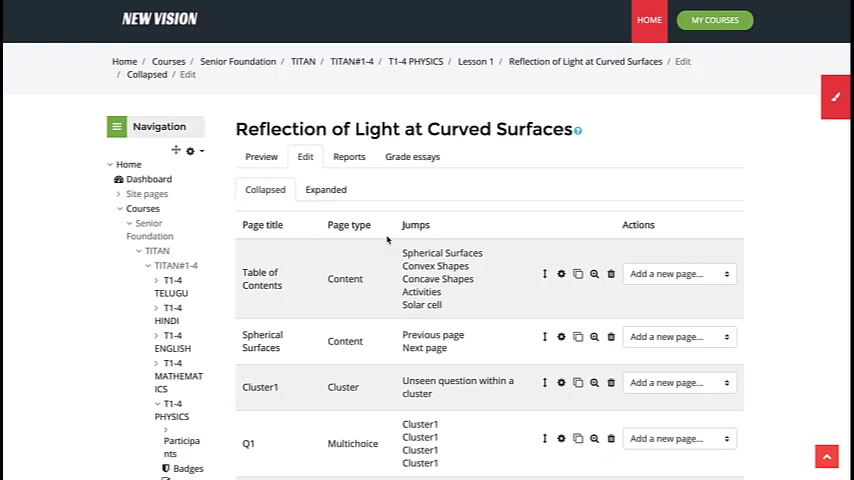 NEW VISION
HOME
MY COURSES
Home / Courses / Senior Foundation / TITAN / TITAN#1-4 / T1-4 PHYSICS / Lesson 1 / Reflection of Light at Curved Surfaces / Edit
/ Collapsed / Edit
Navigation
Home
Dashboard
Site pages
Courses
Senior
Foundation
TITAN
TITAN#1-4
T1-4
TELUGU
T1-4
HINDI
T1-4
ENGLISH
T1-4
MATHEMAT
ICS
T1-4
PHYSICS
Participa
nts
Badges
Reflection of Light at Curved Surfaces
Preview Edit Reports Grade essays
Collapsed Expanded
Page title Page type Jumps Actions
Table of
Contents
Content
Spherical Surfaces
Convex Shapes
Concave Shapes
Activities
Solar cell
Add a new page...
Spherical
Surfaces
Content
Previous page
Next page
Add a new page...
Cluster1
Cluster
Unseen question within a
cluster
Add a new page...
Q1
Multichoice
Cluster1
Cluster1
Cluster1
Cluster1
Add a new page...